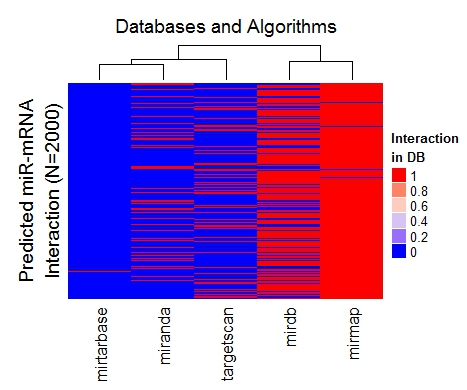 Databases and Algorithms
Predicted miR-mRNA
Interaction (N=2000)
Interaction
in DB
1
0.8
0.6
0.4
0.2
0
mirtarbase
miranda
targetscan
mirdb
mirmap